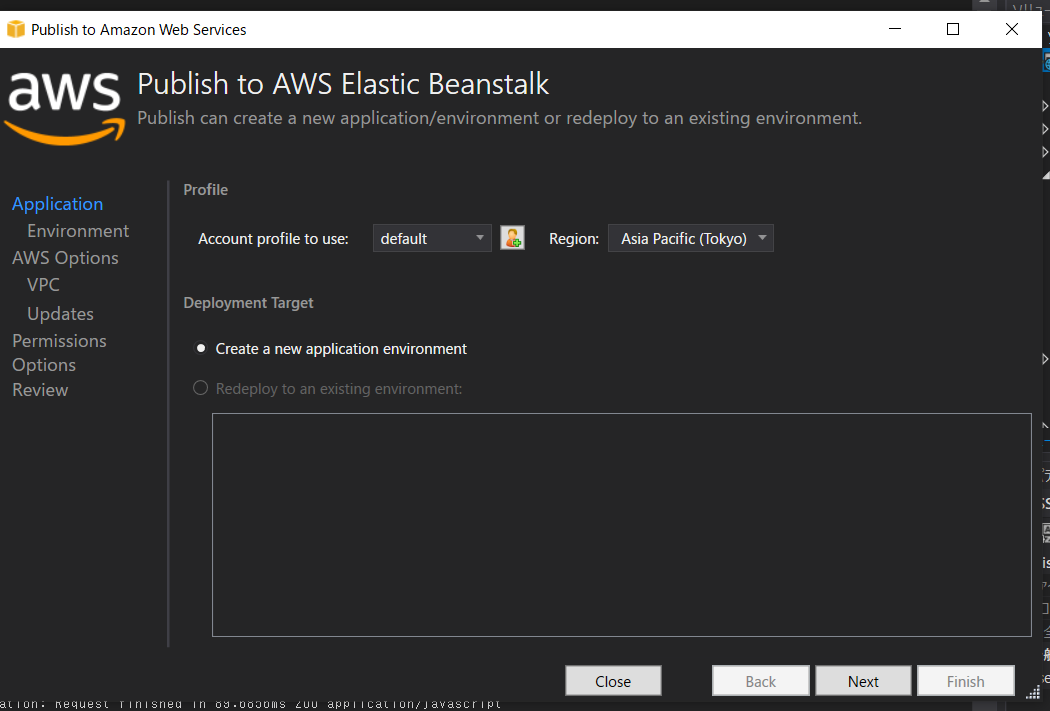 Publish to Amazon Web Services
aws
Publish to AWS Elastic Beanstalk
Publish can create a new application/environment or redeploy to an existing environment.
Application
Environment
AWS Options
VPC
Updates
Permissions
Options
Review
Profile
Account profile to use: default Region: Asia Pacific (Tokyo)
Deployment Target
Create a new application environment
Redeploy to an existing environment:
Close Back Next Finish
ation: Request finished in 89.6656ms 200 application/javascript